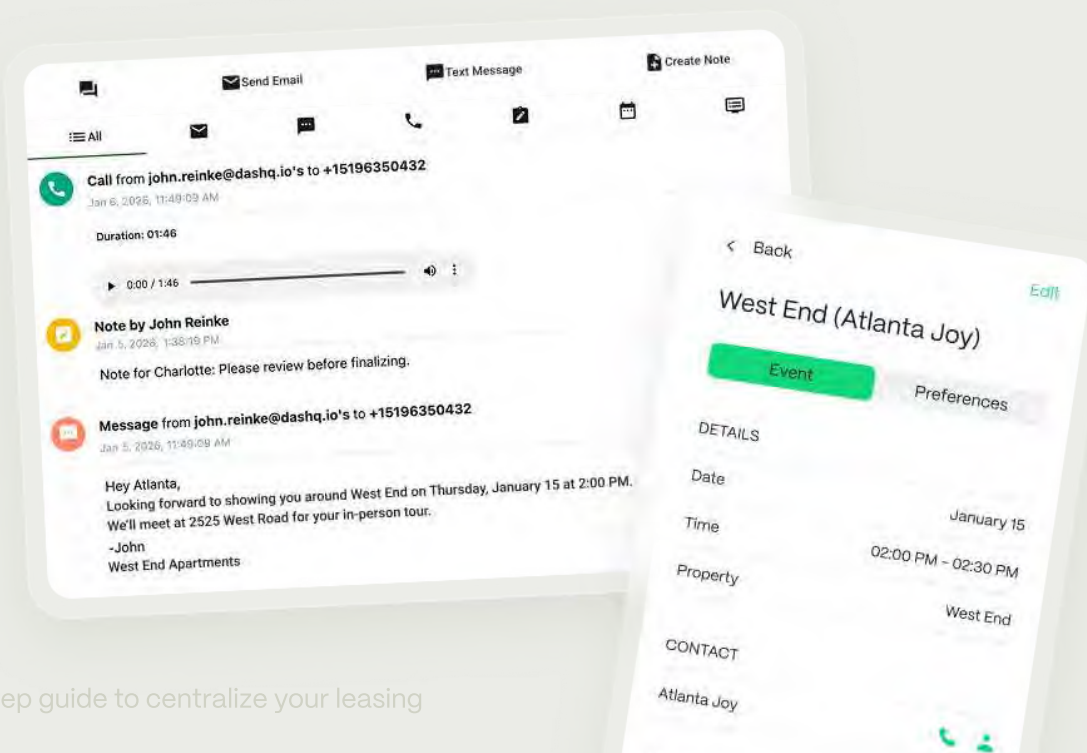 Send Email
Text Message
Create Note
All
Call from john.reinke@dashq.io's to +15196350432
Jan 6, 2026, 11:49:09 AM
Duration: 01:46
0:00 / 1:46
Note by John Reinke
Jan 5, 2026, 1:38:19 PM
Note for Charlotte: Please review before finalizing.
Message from john.reinke@dashq.io's to +15196350432
Jan 5, 2026, 11:49:09 AM
Hey Atlanta,
Looking forward to showing you around West End on Thursday, January 15 at 2:00 PM.
We'll meet at 2525 West Road for your in-person tour.
-John
West End Apartments
Back
Edit
West End (Atlanta Joy)
Event
Preferences
DETAILS
Date
January 15
Time
02:00 PM – 02:30 PM
Property
West End
CONTACT
Atlanta Joy
ep guide to centralize your leasing